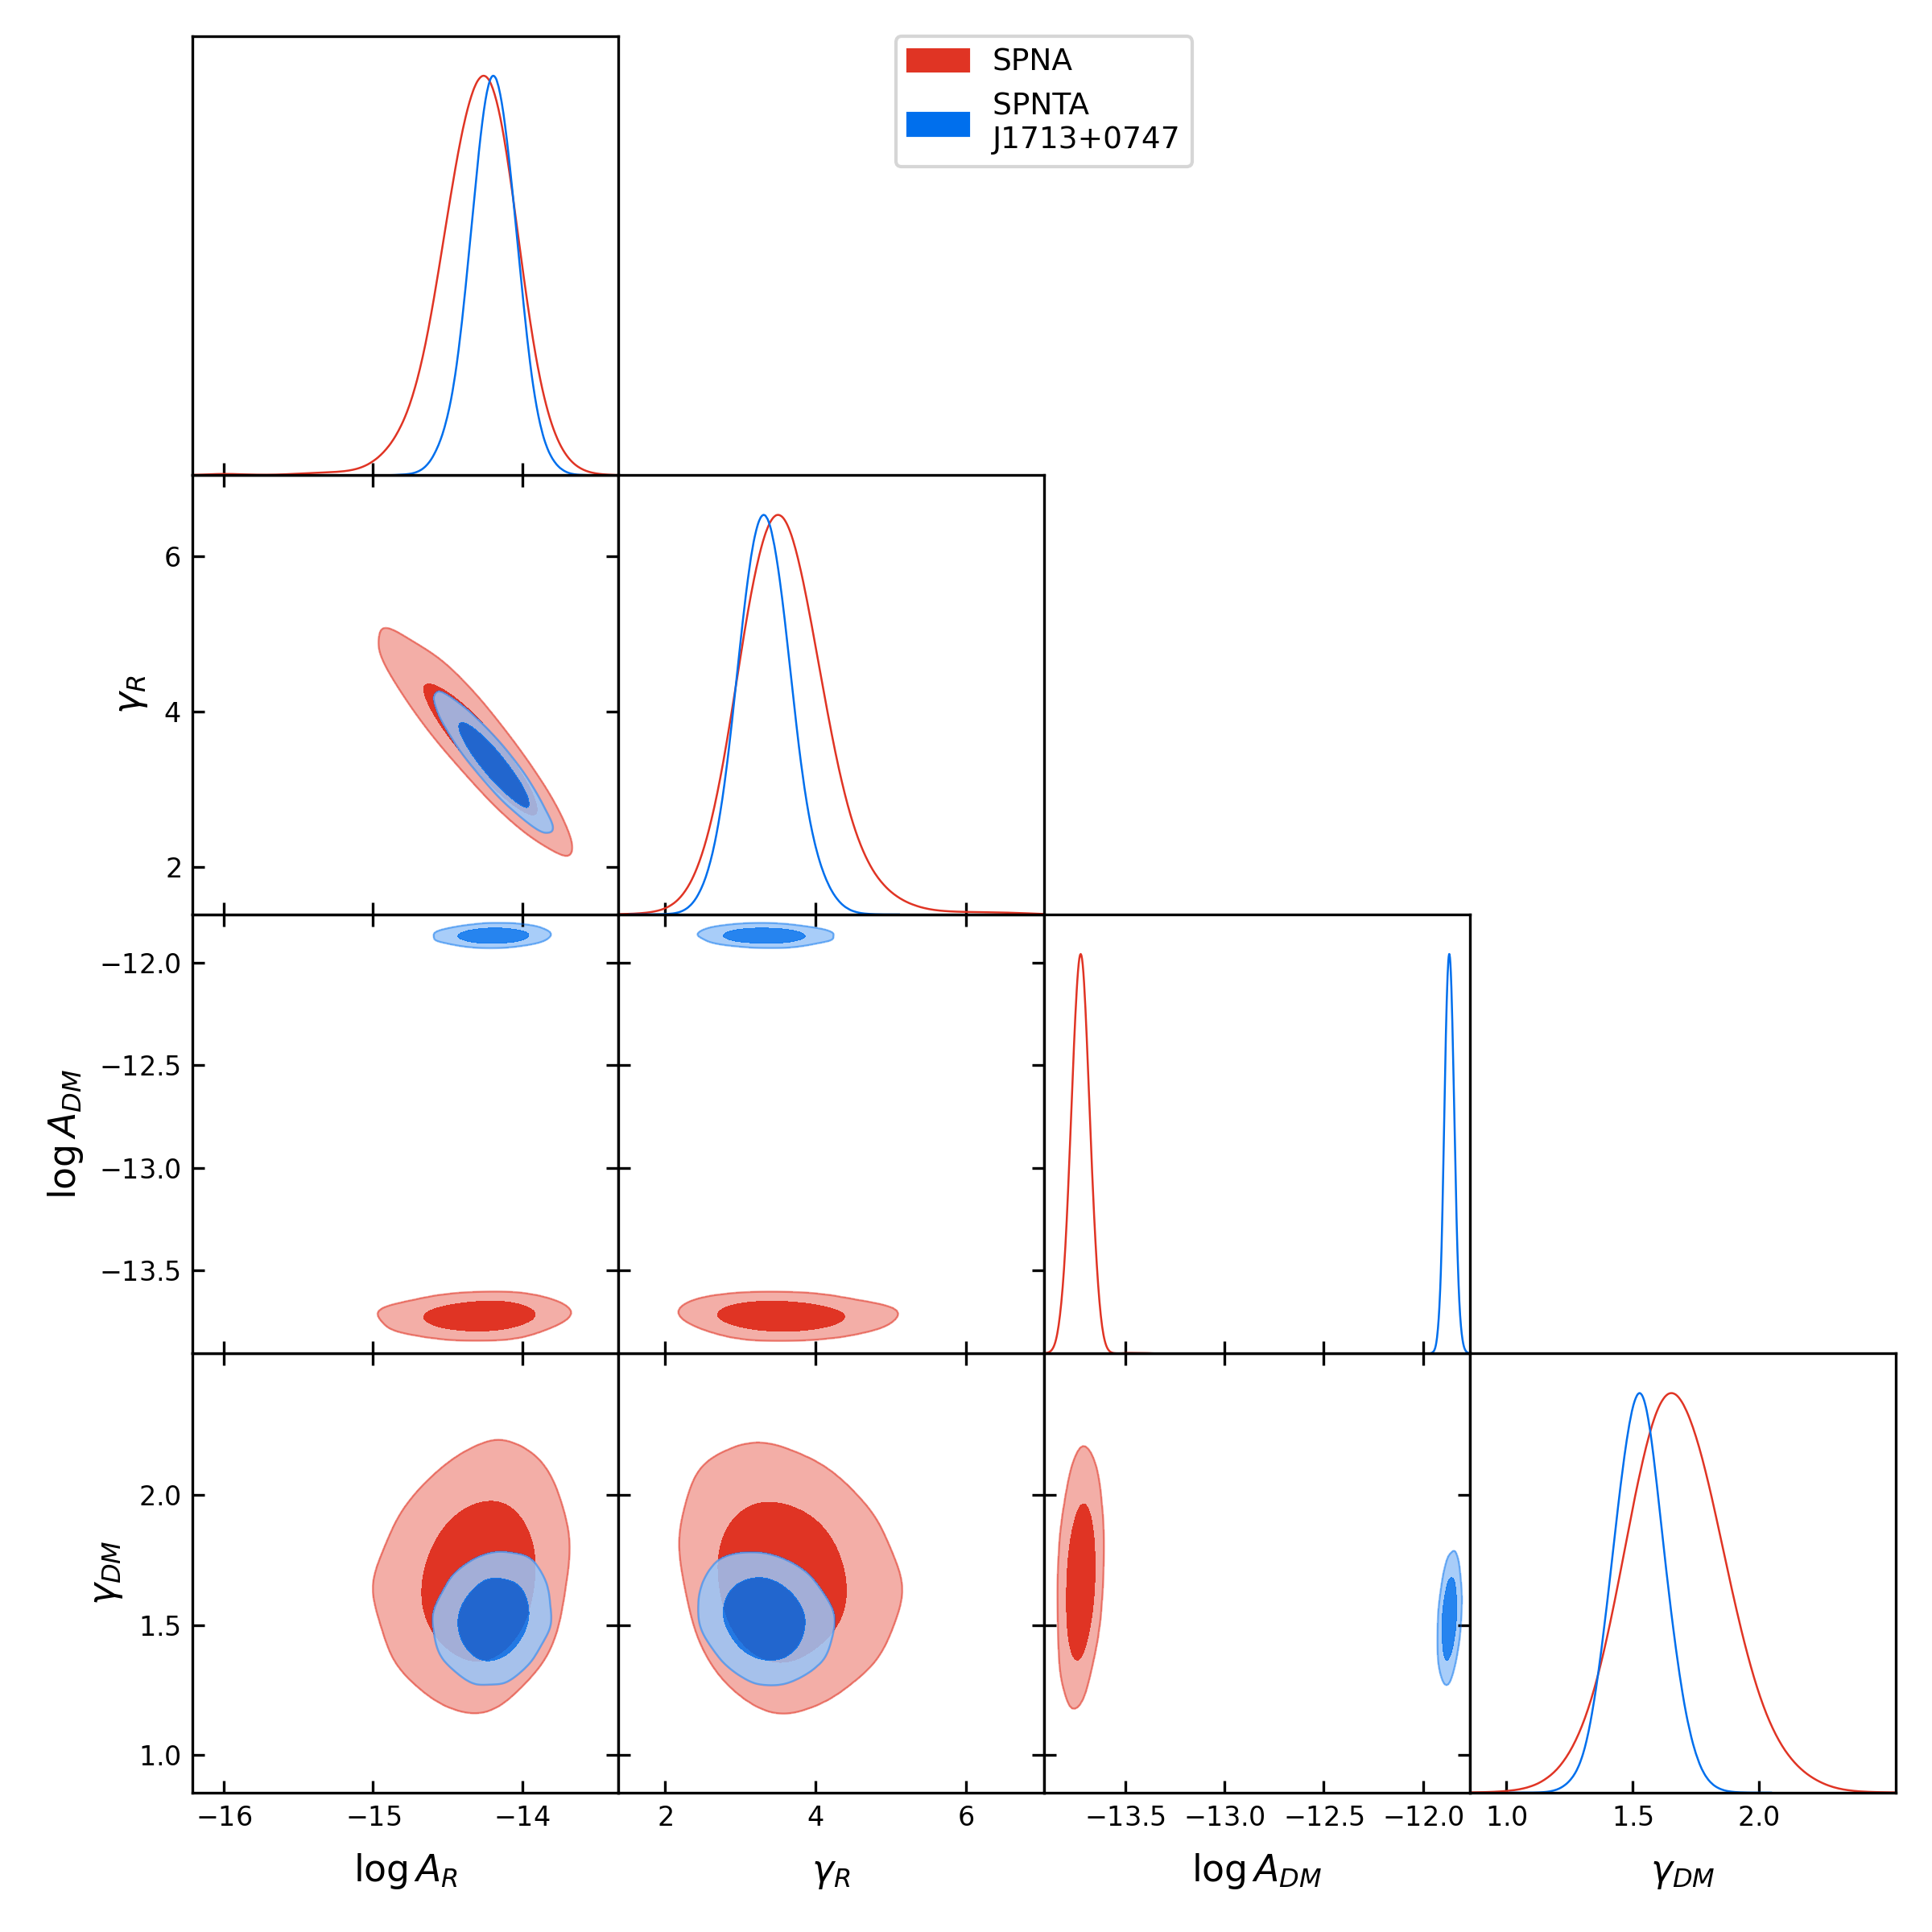 SPNA
SPNTA
J1713+0747
6
4
2
γR
−12.0
−12.5
−13.0
−13.5
log ADM
2.0
1.5
1.0
γDM
−16 −15 −14
2 4 6
−13.5 −13.0 −12.5 −12.0
1.0 1.5 2.0
log AR
γR
log ADM
γDM